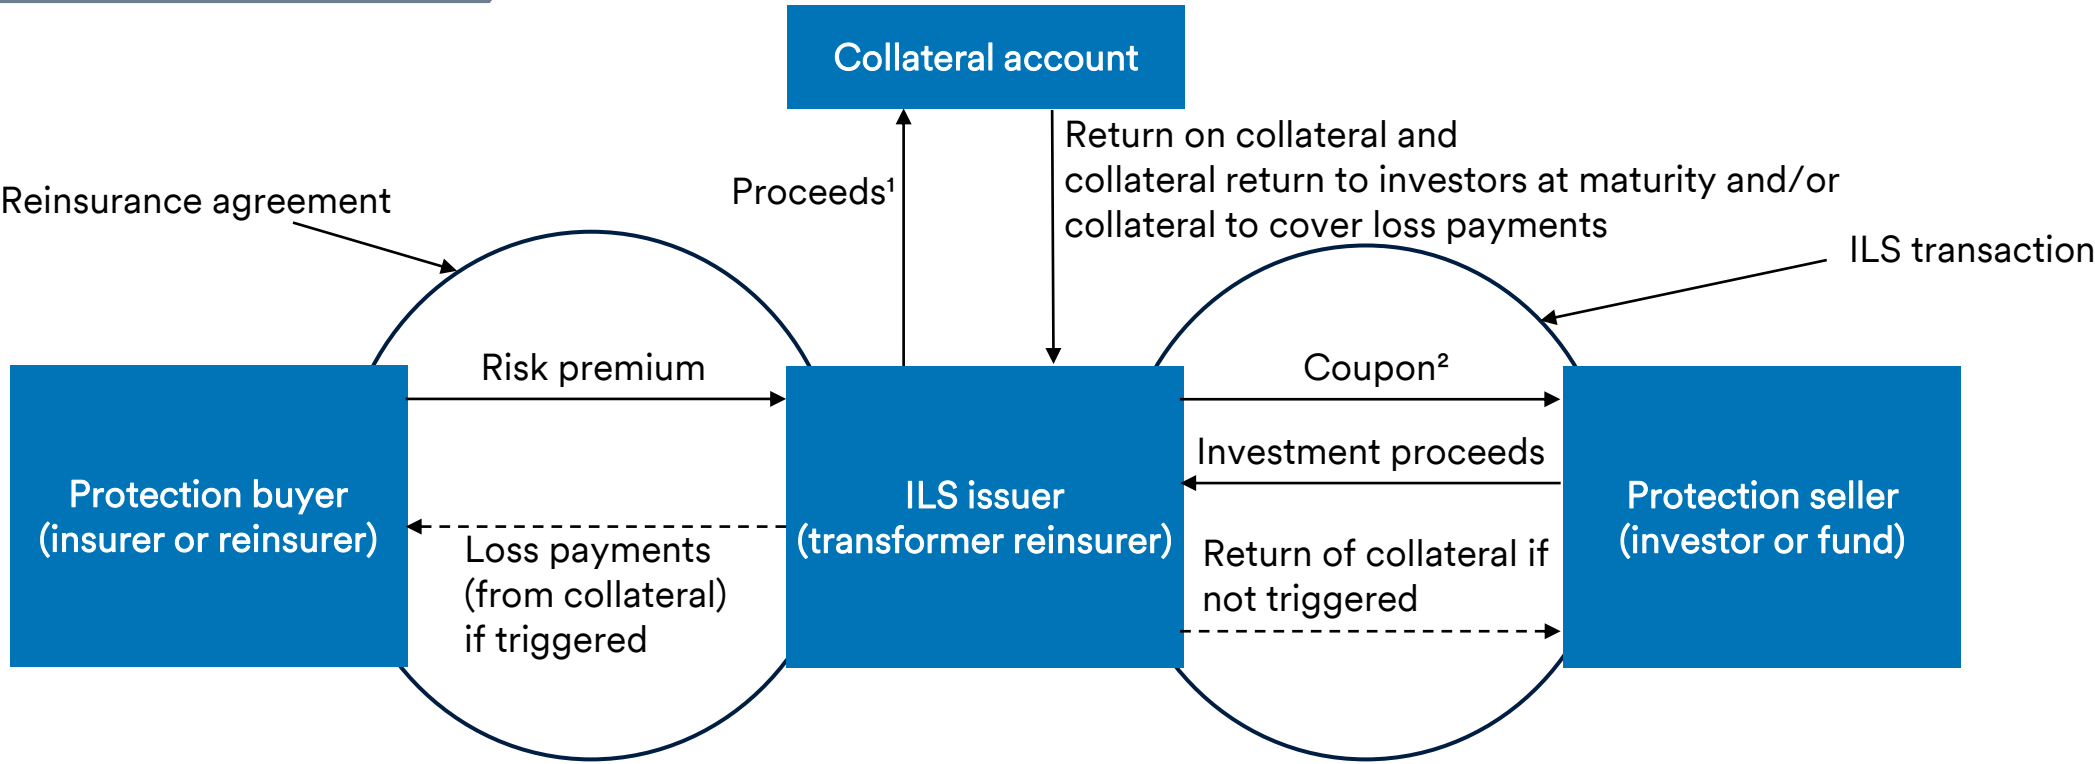 Collateral account
Return on collateral and
collateral return to investors at maturity and/or
collateral to cover loss payments
Proceeds¹
Reinsurance agreement
ILS transaction
Risk premium
Coupon²
Investment proceeds
Protection buyer
(insurer or reinsurer)
ILS issuer
(transformer reinsurer)
Protection seller
(investor or fund)
Loss payments
(from collateral)
if triggered
Return of collateral if
not triggered